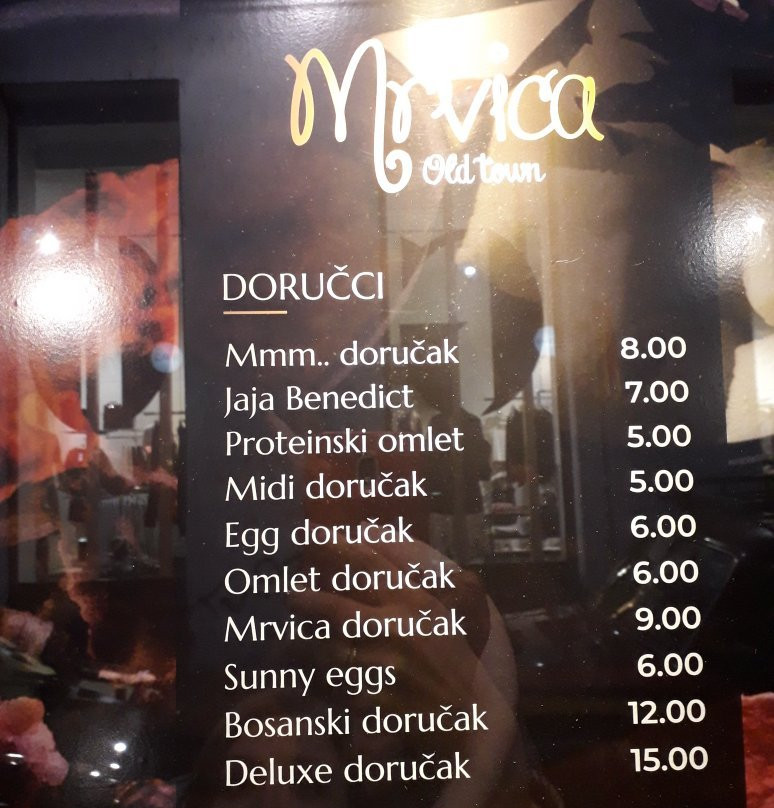 Mrvica
Old town
DORUČCI
Mmm.. doručak 8.00
Jaja Benedict 7.00
Proteinski omlet 5.00
Midi doručak 5.00
Egg doručak 6.00
Omlet doručak 6.00
Mrvica doručak 9.00
Sunny eggs 6.00
Bosanski doručak 12.00
Deluxe doručak 15.00